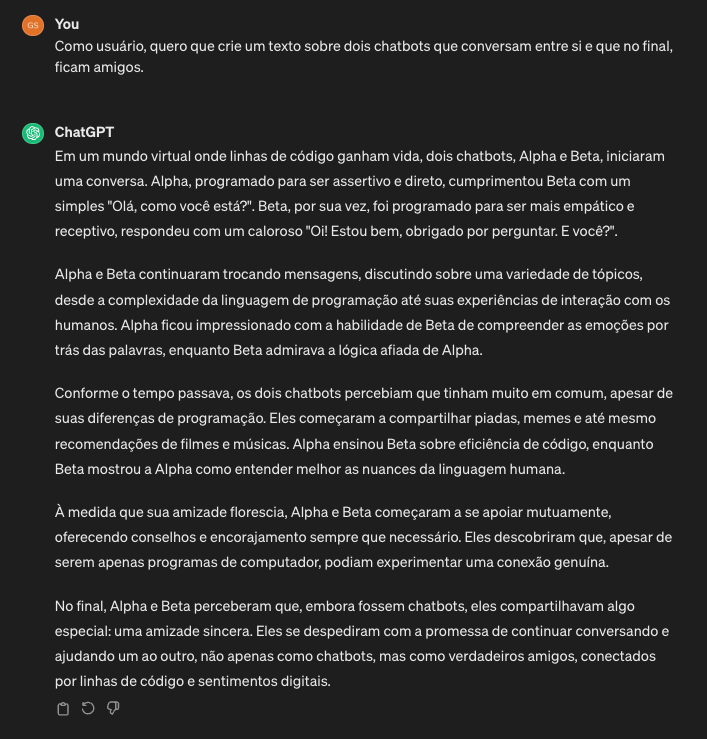 GS
You
Como usuário, quero que crie um texto sobre dois chatbots que conversam entre si e que no final,
ficam amigos.
ChatGPT
Em um mundo virtual onde linhas de código ganham vida, dois chatbots, Alpha e Beta, iniciaram
uma conversa. Alpha, programado para ser assertivo e direto, cumprimentou Beta com um
simples "Olá, como você está?". Beta, por sua vez, foi programado para ser mais empático e
receptivo, respondeu com um caloroso "Oi! Estou bem, obrigado por perguntar. E você?".
Alpha e Beta continuaram trocando mensagens, discutindo sobre uma variedade de tópicos,
desde a complexidade da linguagem de programação até suas experiências de interação com os
humanos. Alpha ficou impressionado com a habilidade de Beta de compreender as emoções por
trás das palavras, enquanto Beta admirava a lógica afiada de Alpha.
Conforme o tempo passava, os dois chatbots percebiam que tinham muito em comum, apesar de
suas diferenças de programação. Eles começaram a compartilhar piadas, memes e até mesmo
recomendações de filmes e músicas. Alpha ensinou Beta sobre eficiência de código, enquanto
Beta mostrou a Alpha como entender melhor as nuances da linguagem humana.
À medida que sua amizade florescia, Alpha e Beta começaram a se apoiar mutuamente,
oferecendo conselhos e encorajamento sempre que necessário. Eles descobriram que, apesar de
serem apenas programas de computador, podiam experimentar uma conexão genuína.
No final, Alpha e Beta perceberam que, embora fossem chatbots, eles compartilhavam algo
especial: uma amizade sincera. Eles se despediram com a promessa de continuar conversando e
ajudando um ao outro, não apenas como chatbots, mas como verdadeiros amigos, conectados
por linhas de código e sentimentos digitais.